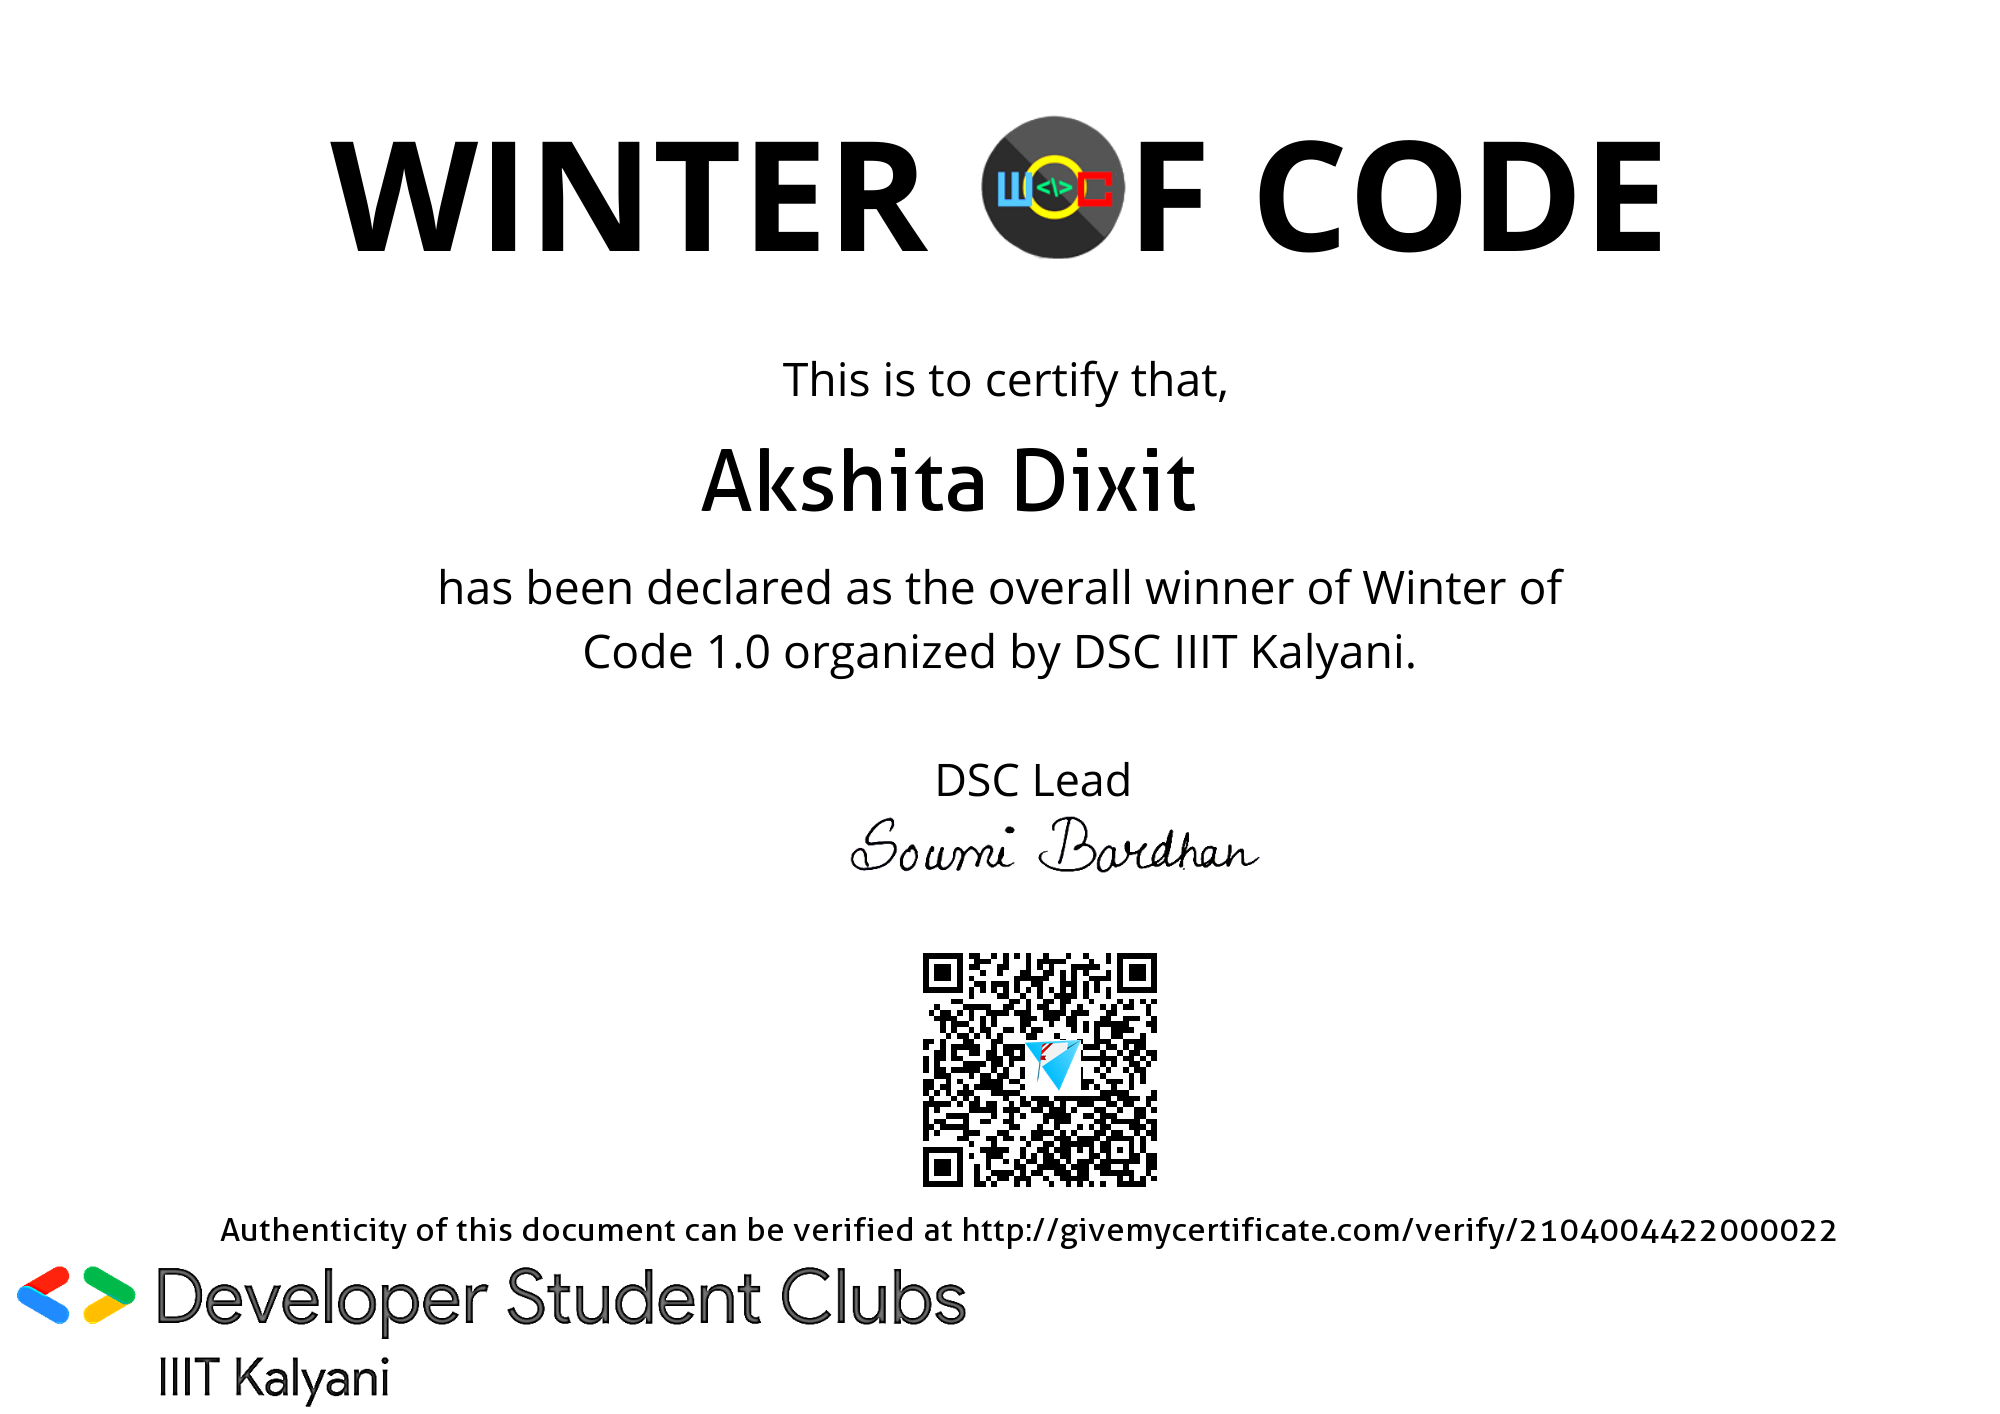 WINTER OF CODE
WOC
<\>
This is to certify that,
Akshita Dixit
has been declared as the overall winner of Winter of
Code 1.0 organized by DSC IIIT Kalyani.
DSC Lead
Soumi Bardhan
Authenticity of this document can be verified at http://givemycertificate.com/verify/2104004422000022
Developer Student Clubs
IIIT Kalyani